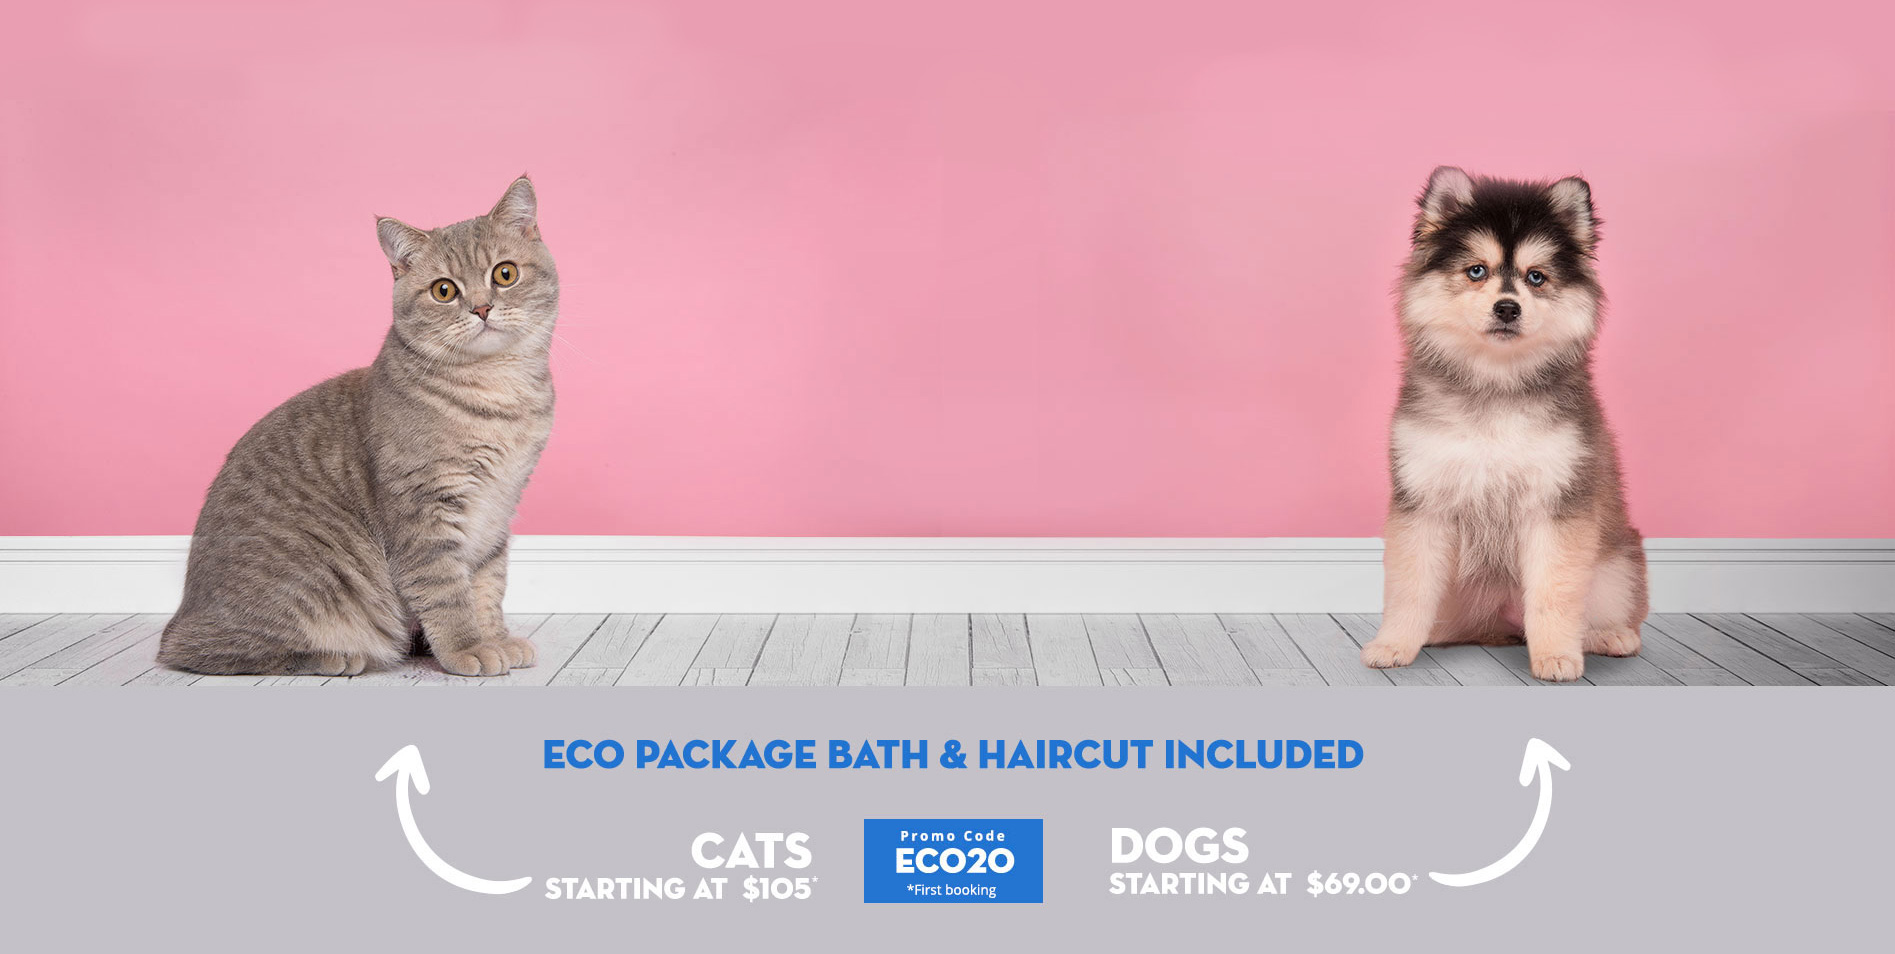 ECO PACKAGE BATH & HAIRCUT INCLUDED
CATS
STARTING AT $105*
Promo Code
ECO20
*First booking
DOGS
STARTING AT $69.00*